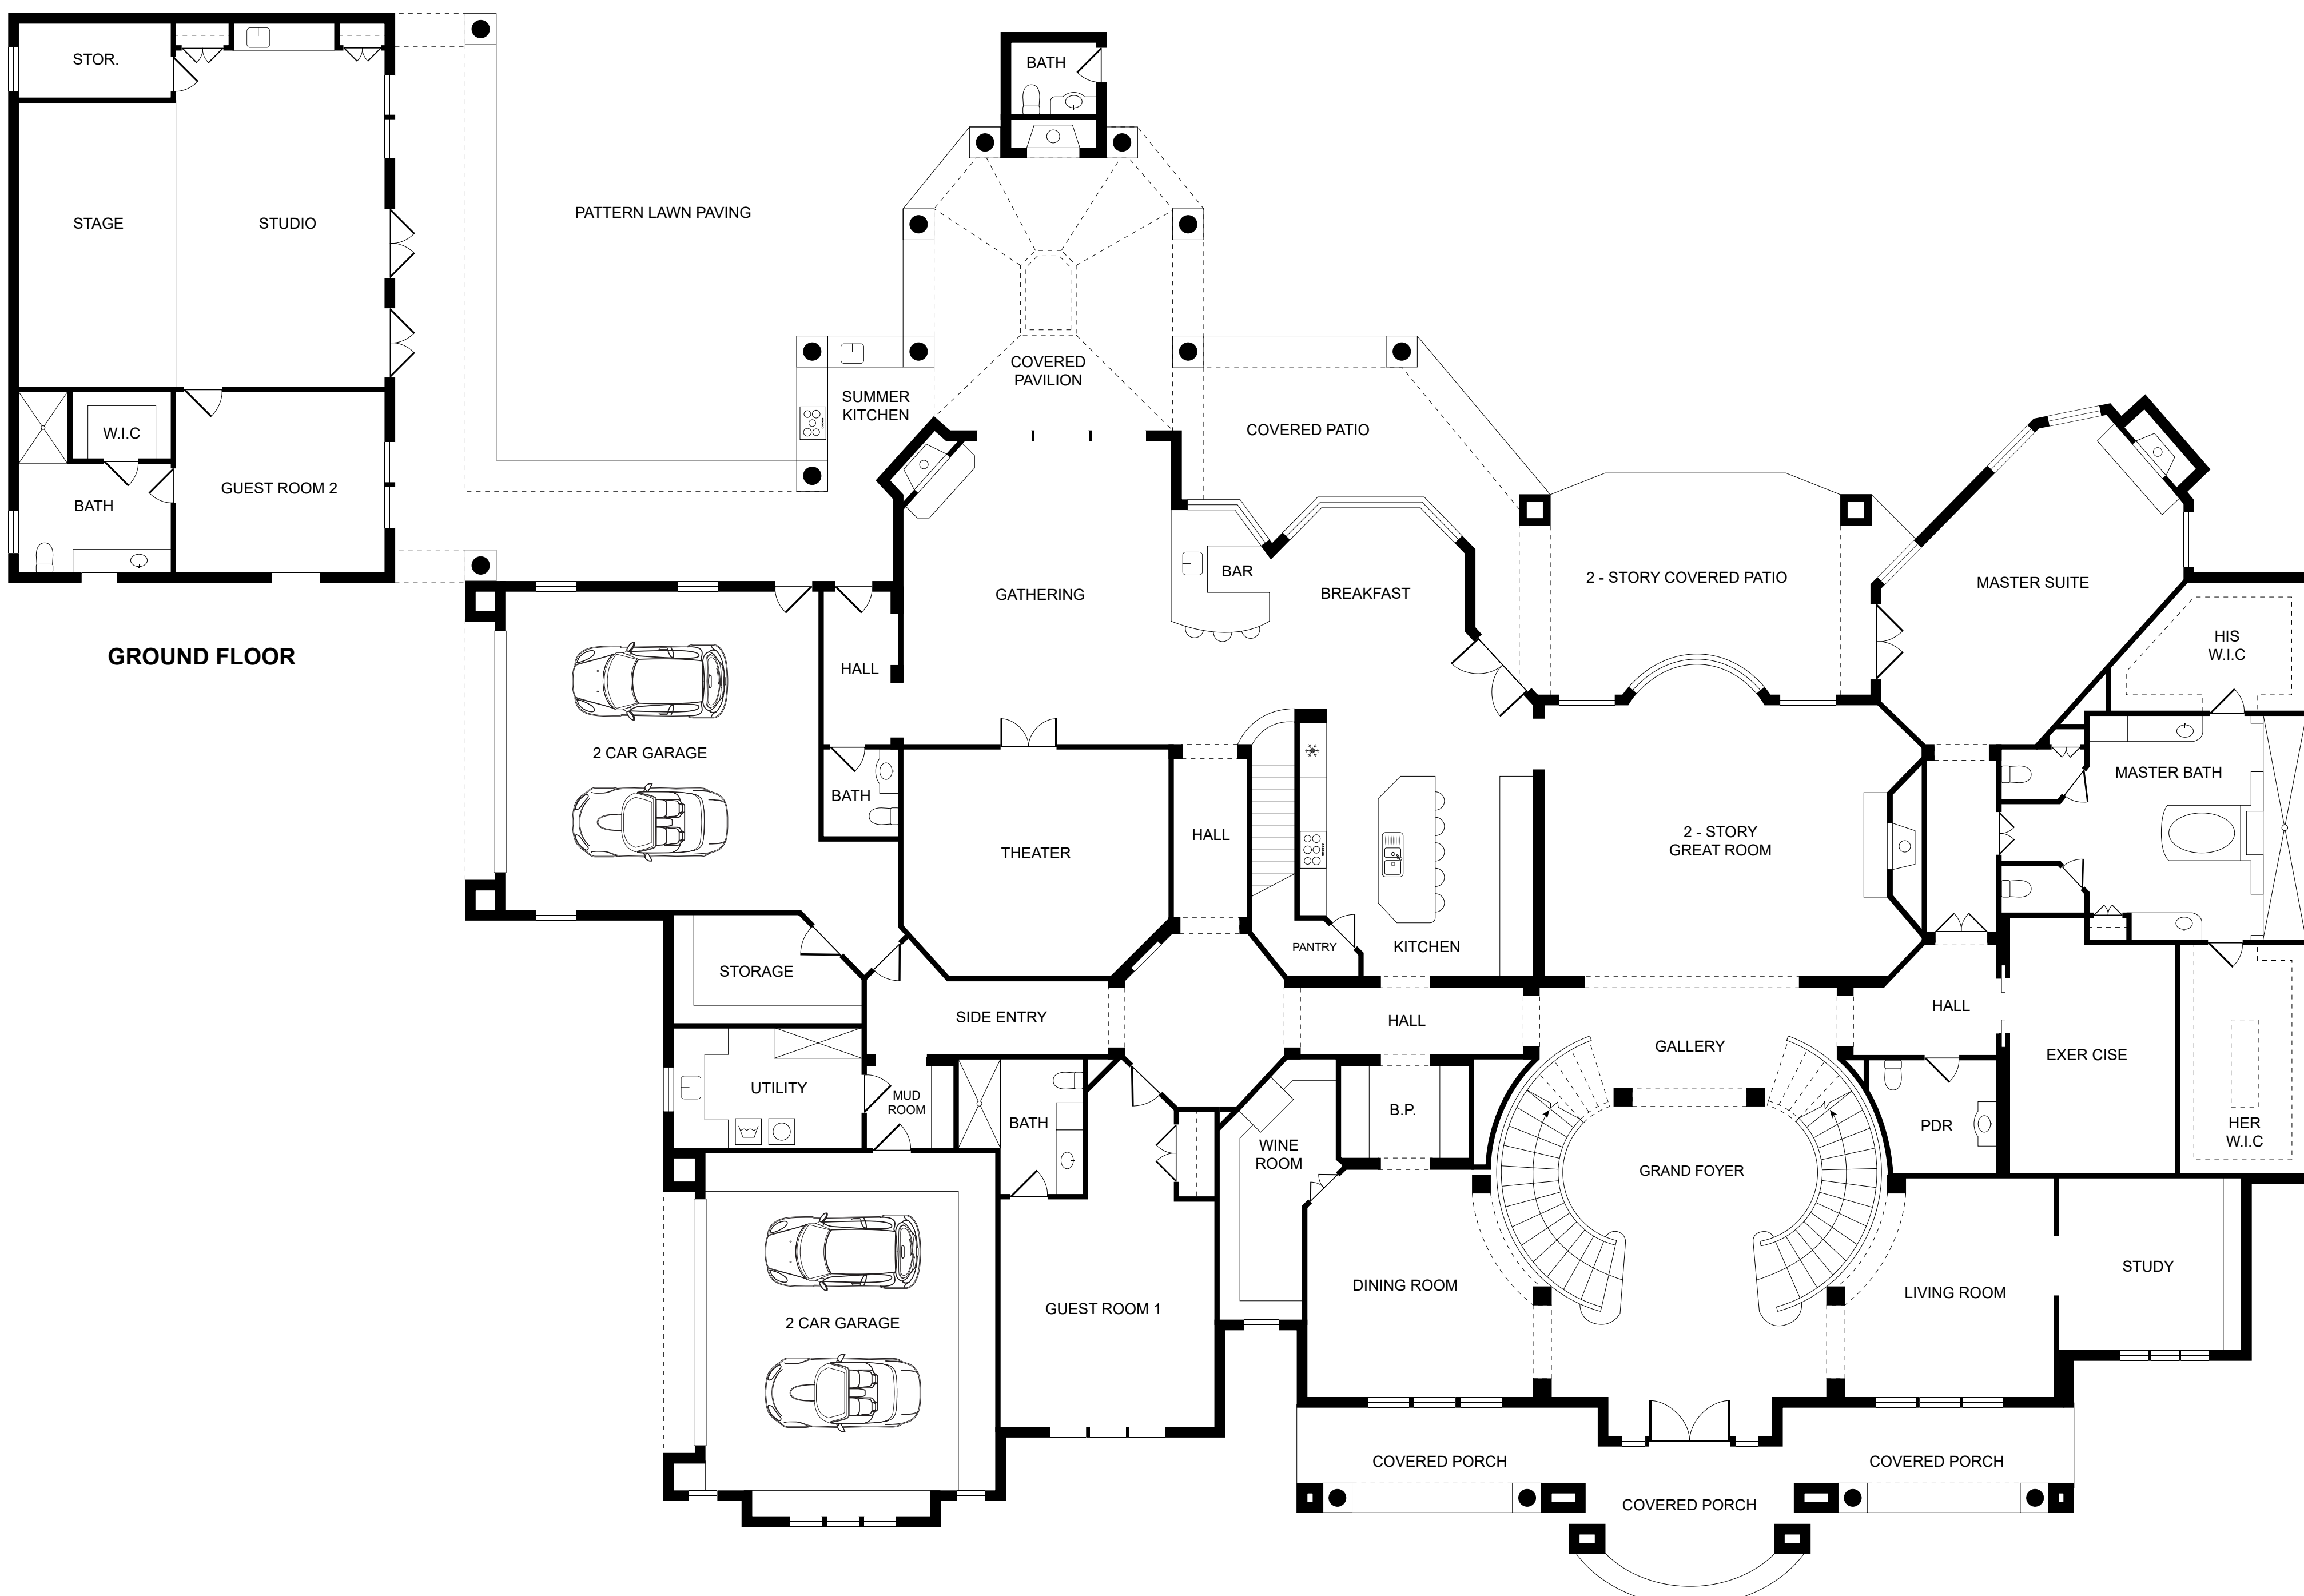 BATH
STOR.
STAGE
STUDIO
PATTERN LAWN PAVING
COVERED
PAVILION
SUMMER
KITCHEN
W.I.C
GUEST ROOM 2
BATH
COVERED PATIO
BAR
BREAKFAST
2 - STORY COVERED PATIO
MASTER SUITE
GATHERING
HIS
W.I.C
GROUND FLOOR
HALL
2 CAR GARAGE
BATH
MASTER BATH
THEATER
HALL
2 - STORY
GREAT ROOM
PANTRY
KITCHEN
STORAGE
SIDE ENTRY
HALL
GALLERY
HALL
EXER CISE
UTILITY
MUD
ROOM
BATH
B.P.
PDR
HER
W.I.C
WINE
ROOM
GRAND FOYER
DINING ROOM
LIVING ROOM
STUDY
GUEST ROOM 1
2 CAR GARAGE
COVERED PORCH
COVERED PORCH
COVERED PORCH